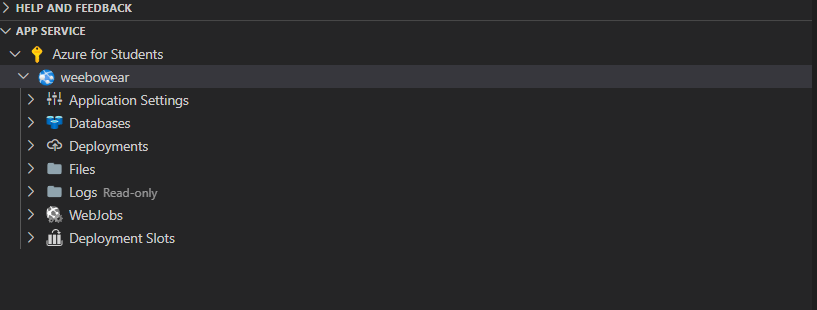 HELP AND FEEDBACK
APP SERVICE
Azure for Students
weebowear
Application Settings
Databases
Deployments
Files
Logs Read-only
WebJobs
Deployment Slots